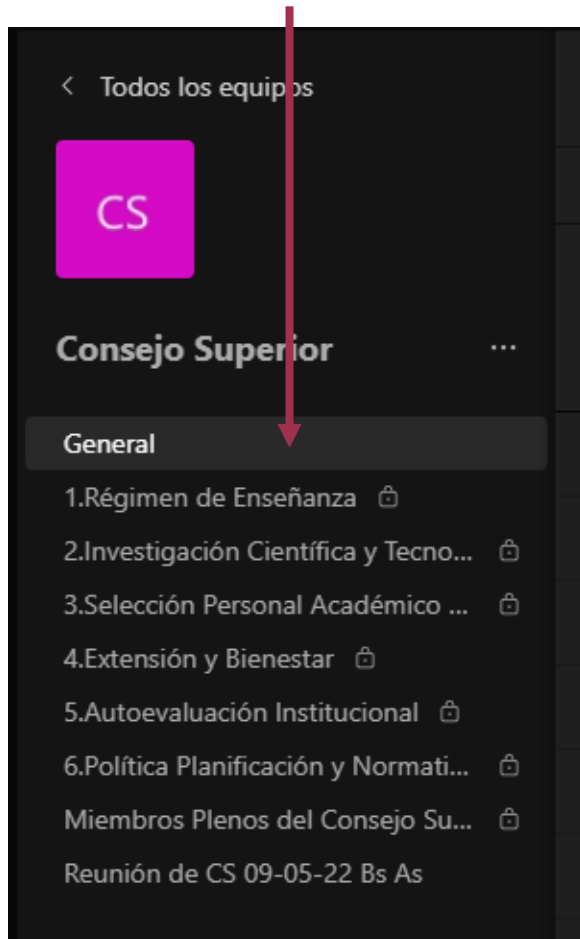 Todos los equipos
CS
Consejo Superior
General
1.Régimen de Enseñanza
2.Investigación Científica y Tecno...
3.Selección Personal Académico ...
4.Extensión y Bienestar
5.Autoevaluación Institucional
6.Política Planificación y Normati...
Miembros Plenos del Consejo Su...
Reunión de CS 09-05-22 Bs As